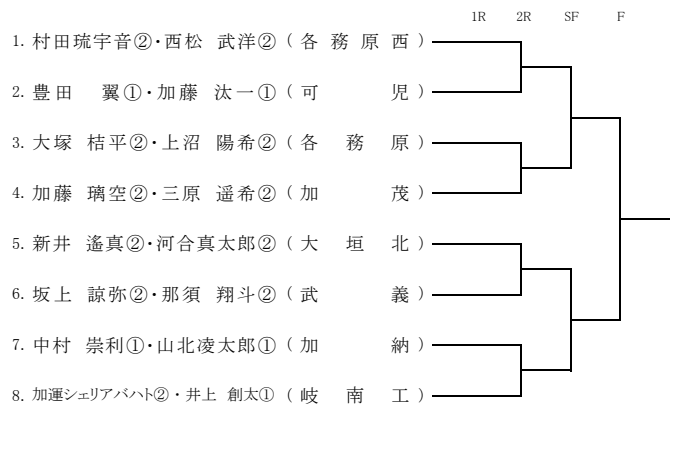 1R 2R SF F
1. 村田琉宇音②・西松 武洋② ( 各 務 原 西 )
2. 豊田 翼①・加藤 汰一① ( 可 児 )
3. 大塚 桔平②・上沼 陽希② ( 各 務 原 )
4. 加藤 璃空②・三原 遥希② ( 加 茂 )
5. 新井 遙真②・河合真太郎② ( 大 垣 北 )
6. 坂上 諒弥②・那須 翔斗② ( 武 義 )
7. 中村 崇利①・山北凌太郎① ( 加 納 )
8. 加運シェリアバハト②・井上 創太① ( 岐 南 工 )